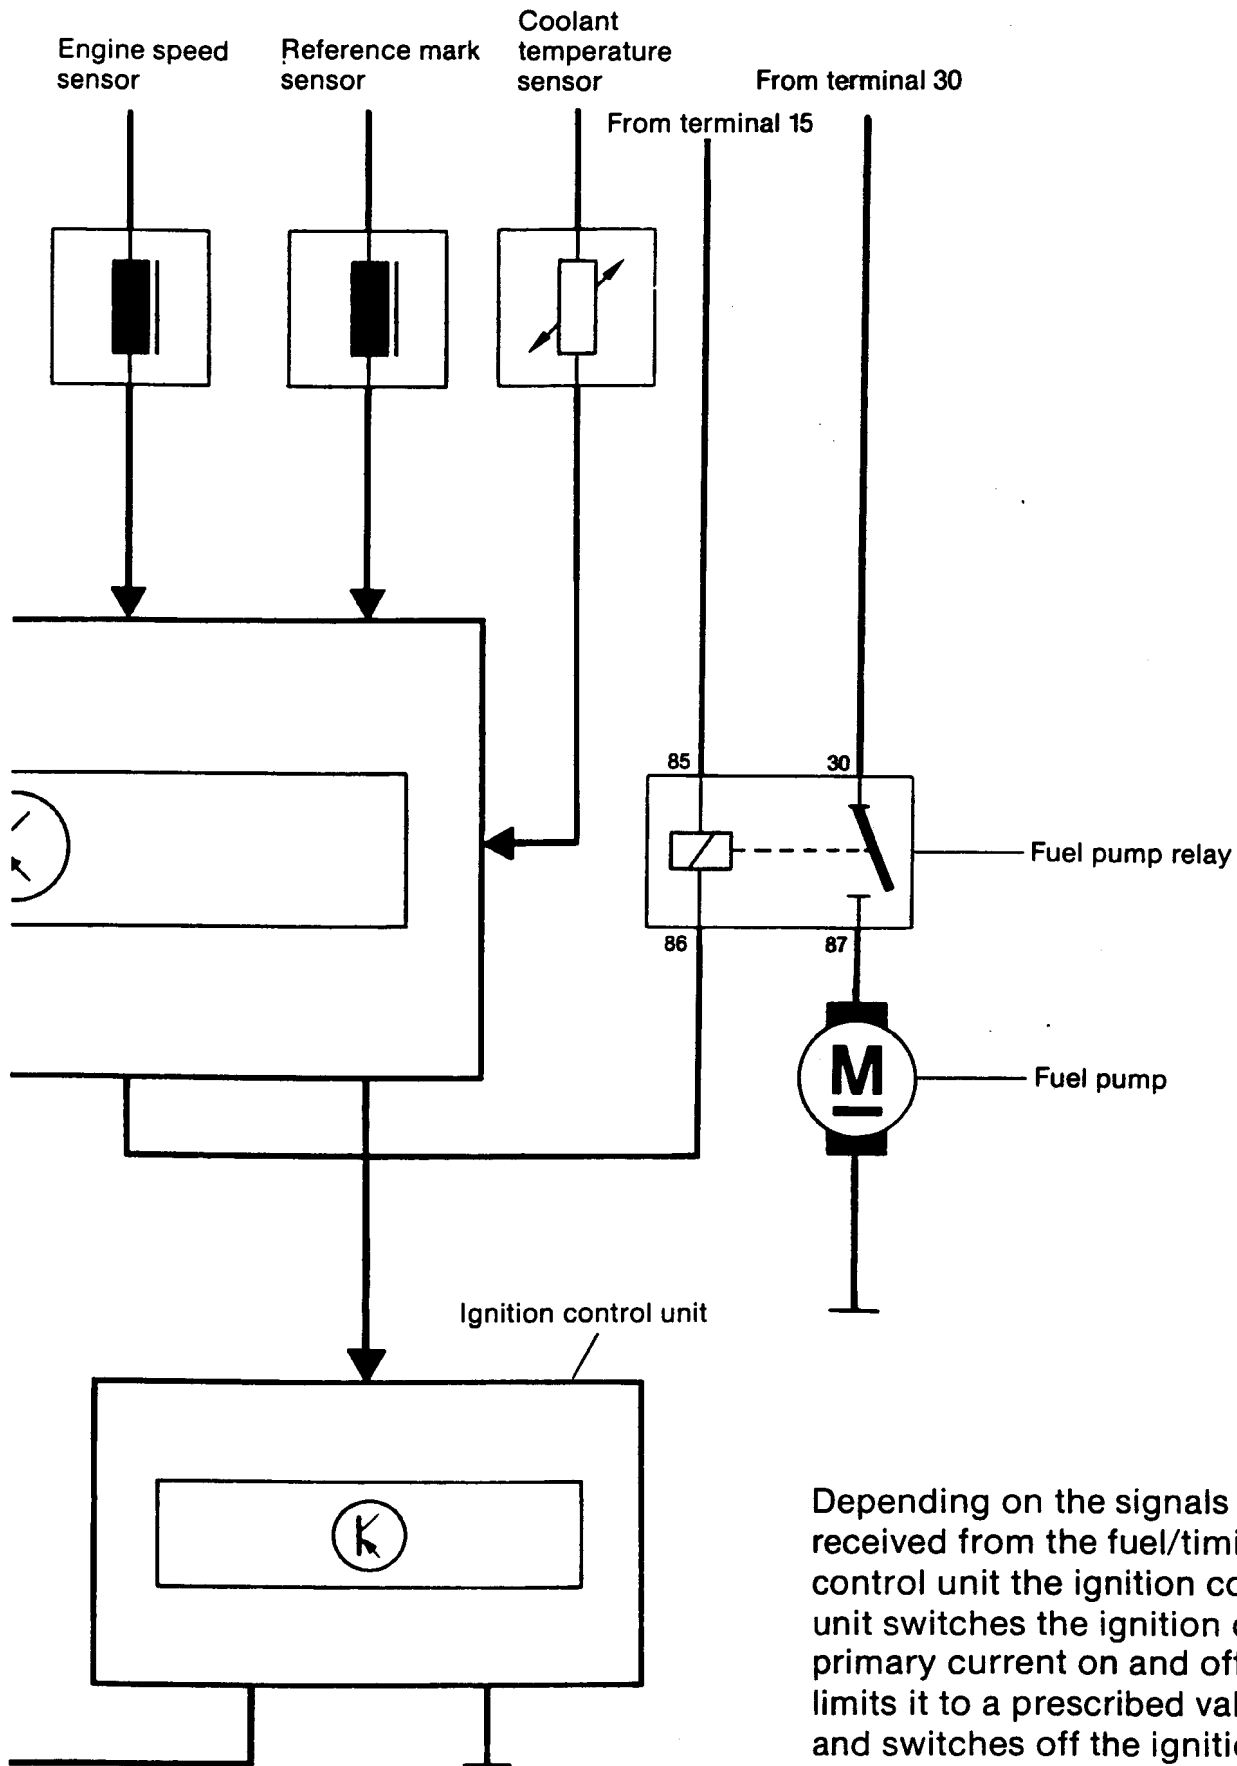 Engine speed
sensor
Reference mark
sensor
Coolant
temperature
sensor
From terminal 15
From terminal 30
85
30
Fuel pump relay
86
87
M
Fuel pump
Ignition control unit
Depending on the signals
received from the fuel/timi
control unit the ignition co
unit switches the ignition
primary current on and off
limits it to a prescribed val
and switches off the ignitio